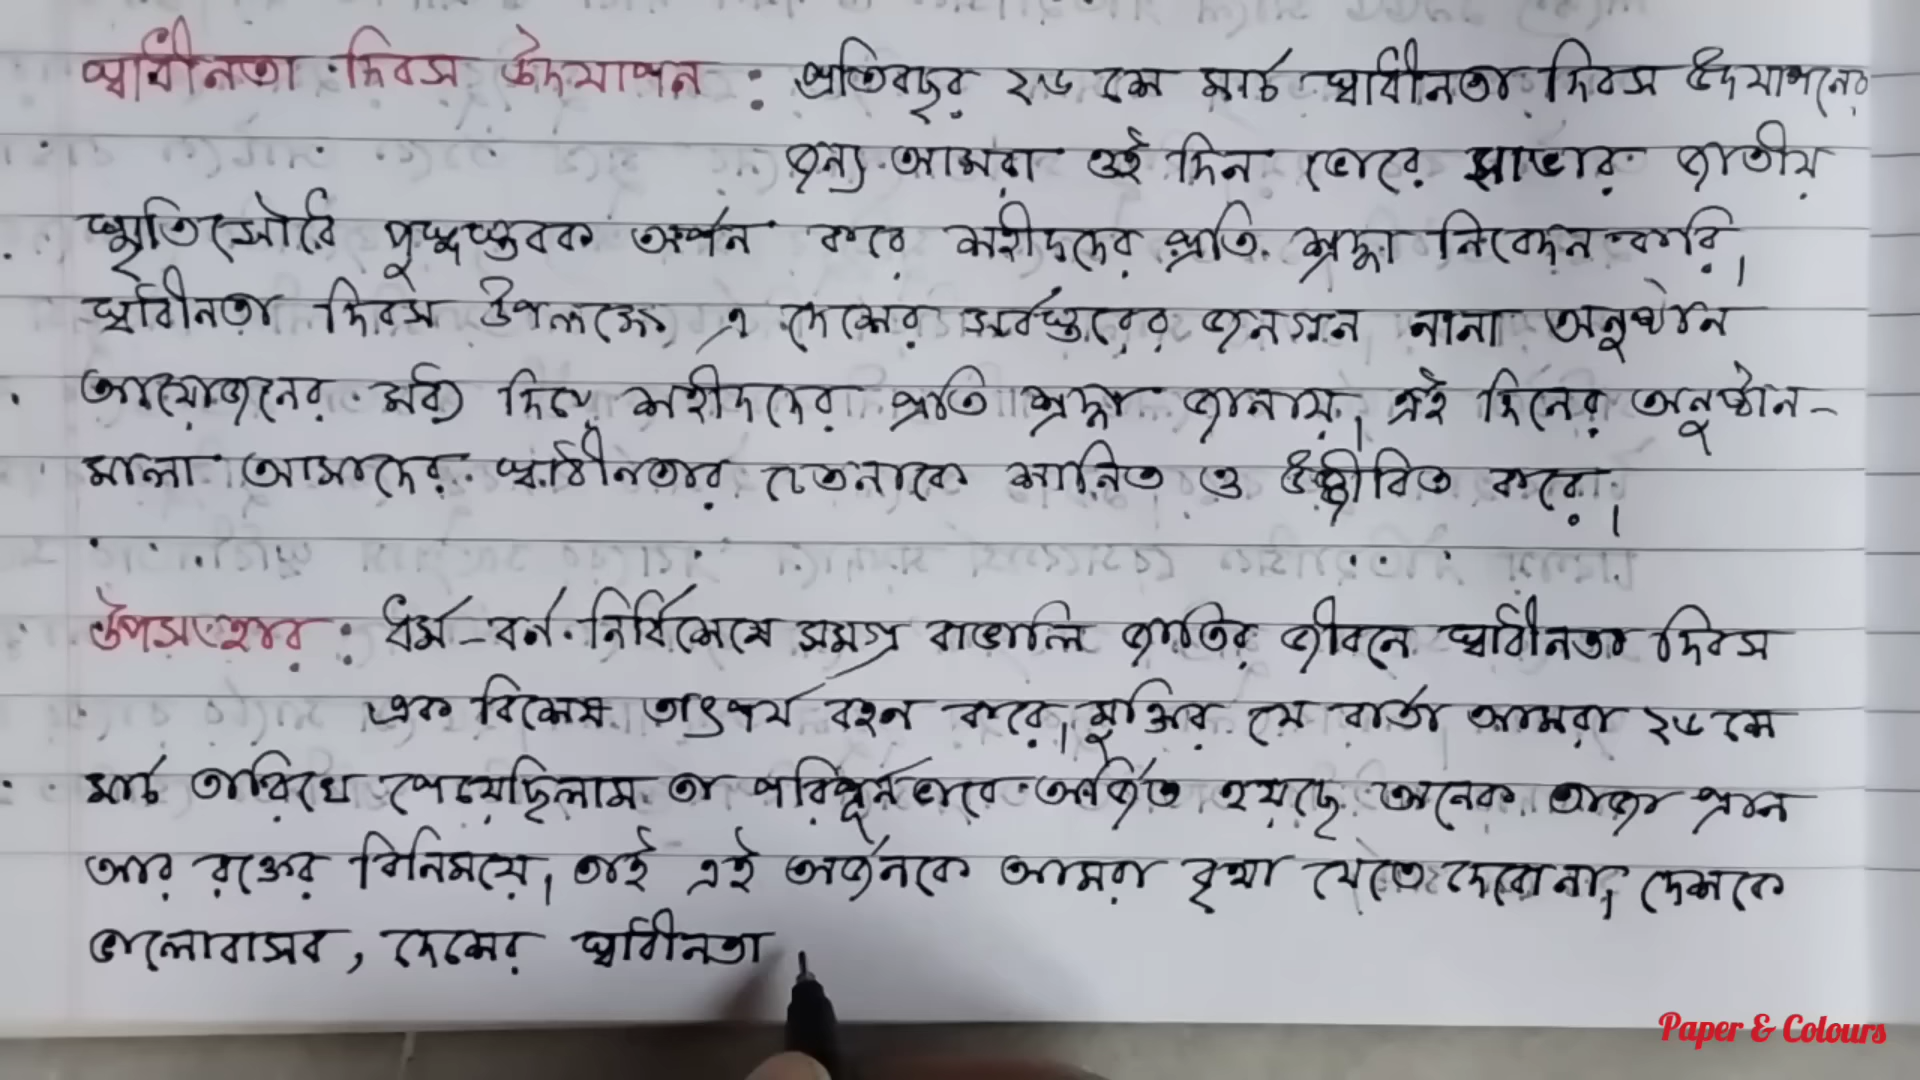 স্বাধীনতা দিবস উদযাপন : প্রতিবছর ২৬ শে মার্চ স্বাধীনতা দিবস উদযাপনের
জন্য আমরা ওই দিন ভোরে সাভার জাতীয়
স্মৃতিসৌধে পুষ্পস্তবক অর্পন করে শহীদদের প্রতি শ্রদ্ধা নিবেদন করি।
স্বাধীনতা দিবস উপলক্ষে এ দেশের সর্বস্তরের জনগন নানা অনুষ্ঠান
আয়োজনের মধ্য দিয়ে শহীদদের প্রতি শ্রদ্ধা জানায়। এই দিনের অনুষ্ঠান-
মালা আমাদের স্বাধীনতার চেতনাকে শানিত ও উজ্জীবিত করে।
উপসংহার : ধর্ম-বর্ন নির্বিশেষে সমগ্র বাঙালি জাতির জীবনে স্বাধীনতা দিবস
এক বিশেষ তাৎপর্য বহন করে। মুক্তির যে বার্তা আমরা ২৬ শে
মার্চ তারিখে পেয়েছিলাম তা পরিপূর্নভাবে অর্জিত হয়েছে অনেক তাজা প্রান
আর রক্তের বিনিময়ে। তাই এই অর্জনকে আমরা বৃথা যেতে দেবো না। দেশকে
ভালোবাসব, দেশের স্বাধীনতা
Paper & Colours